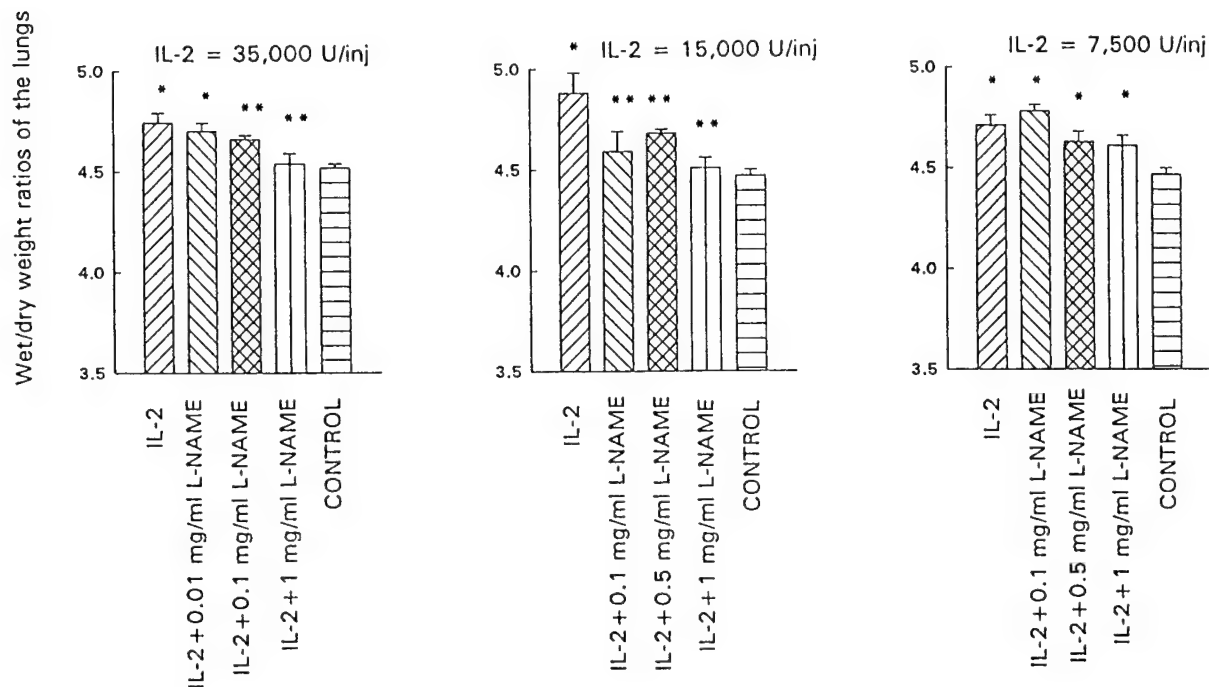 Wet/dry weight ratios of the lungs
IL-2 = 35,000 U/inj
5.0
4.5
4.0
3.5
*
*
* *
* *
IL-2
IL-2+0.01 mg/ml L-NAME
IL-2+0.1 mg/ml L-NAME
IL-2+1 mg/ml L-NAME
CONTROL
IL-2 = 15,000 U/inj
5.0
4.5
4.0
3.5
*
* *
* *
* *
IL-2
IL-2+0.1 mg/ml L-NAME
IL-2+0.5 mg/ml L-NAME
IL-2+1 mg/ml L-NAME
CONTROL
IL-2 = 7,500 U/inj
5.0
4.5
4.0
3.5
*
*
*
*
IL-2
IL-2+0.1 mg/ml L-NAME
IL-2+0.5 mg/ml L-NAME
IL-2+1 mg/ml L-NAME
CONTROL